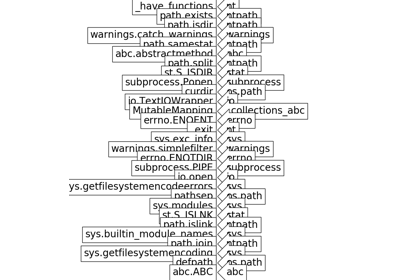 _have_functions nt
path.exists ntpath
path.isdir ntpath
warnings.catch_warnings warnings
path.samestat ntpath
abc.abstractmethod abc
path.split ntpath
st.S_ISDIR stat
subprocess.Popen subprocess
curdir os.path
io.TextIOWrapper io
MutableMapping _collections_abc
errno.ENOENT errno
_exit nt
sys.exc_info sys
warnings.simplefilter warnings
errno.ENOTDIR errno
subprocess.PIPE subprocess
io.open io
sys.getfilesystemencodeerrors sys
pathsep os.path
sys.modules sys
st.S_ISLNK stat
path.islink ntpath
sys.builtin_module_names sys
path.join ntpath
sys.getfilesystemencoding sys
defpath os.path
abc.ABC abc